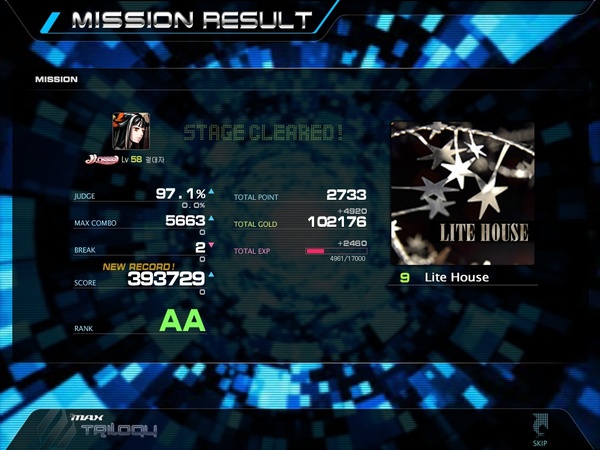 MISSION RESULT
MISSION
STAGE CLEARED!
Lv 58
JUDGE 97.1%
0.0%
MAX COMBO 5663
0
BREAK 2
0
NEW RECORD!
SCORE 393729
0
RANK AA
TOTAL POINT 2733
+4920
TOTAL GOLD 102176
+2460
TOTAL EXP
4961/17000
LITE HOUSE
9 Lite House
MAX
TRILOGY
SKIP